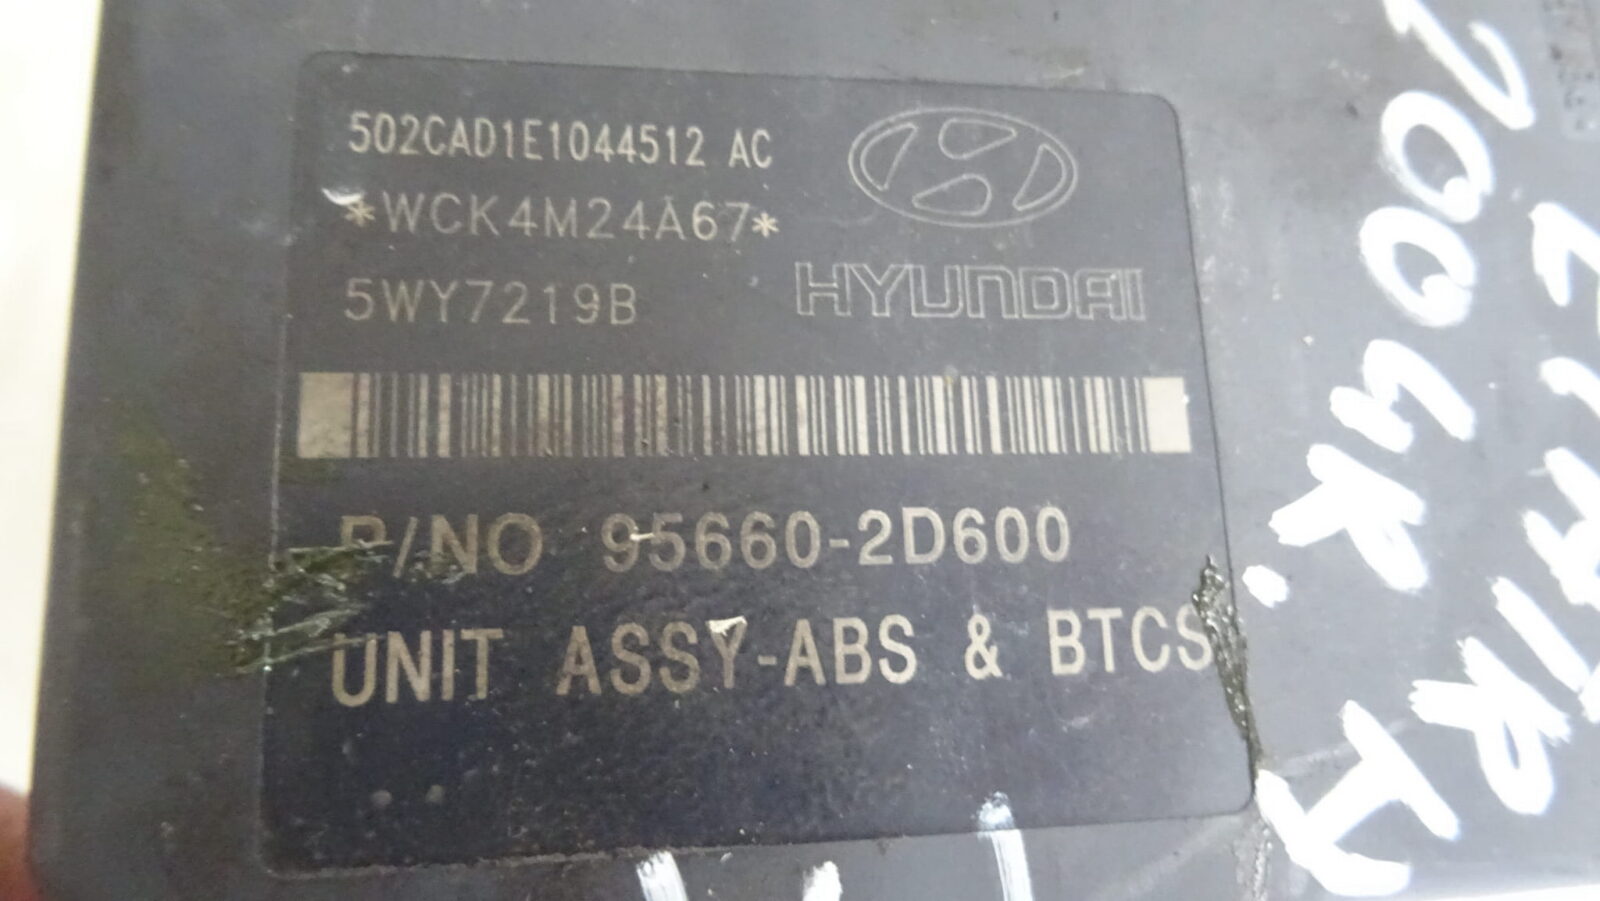 502CAD1E1044512 AC
*WCK4M24A67*
5WY7219B
HYUNDAI
P/NO 95660-2D600
UNIT ASSY-ABS & BTCS